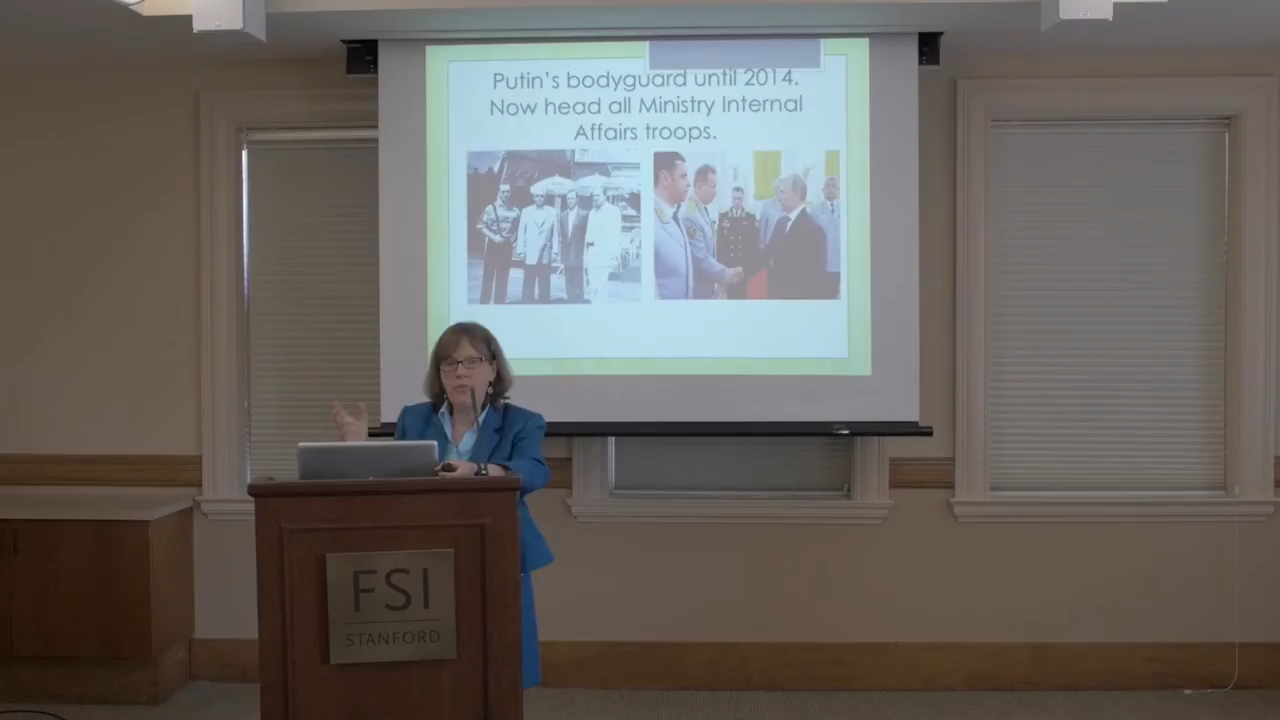 Putin's bodyguard until 2014.
Now head all Ministry Internal
Affairs troops.
FSI
STANFORD